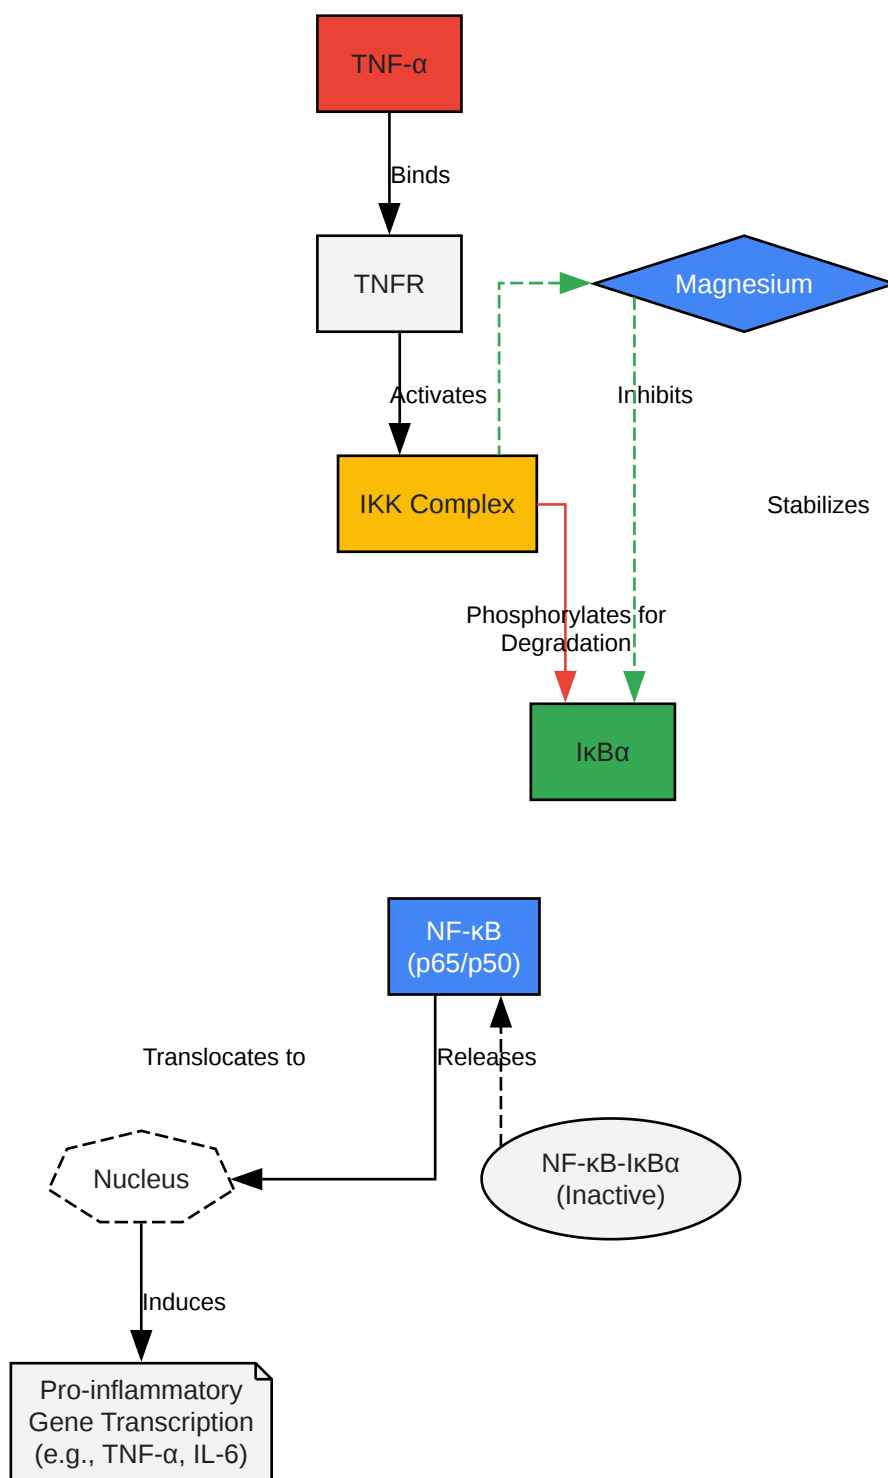 TNF-α
Binds
TNFR
Magnesium
Activates
Inhibits
IKK Complex
Stabilizes
Phosphorylates for
Degradation
IκBα
NF-κB
(p65/p50)
Translocates to
Releases
Nucleus
NF-κB-IκBα
(Inactive)
Induces
Pro-inflammatory
Gene Transcription
(e.g., TNF-α, IL-6)